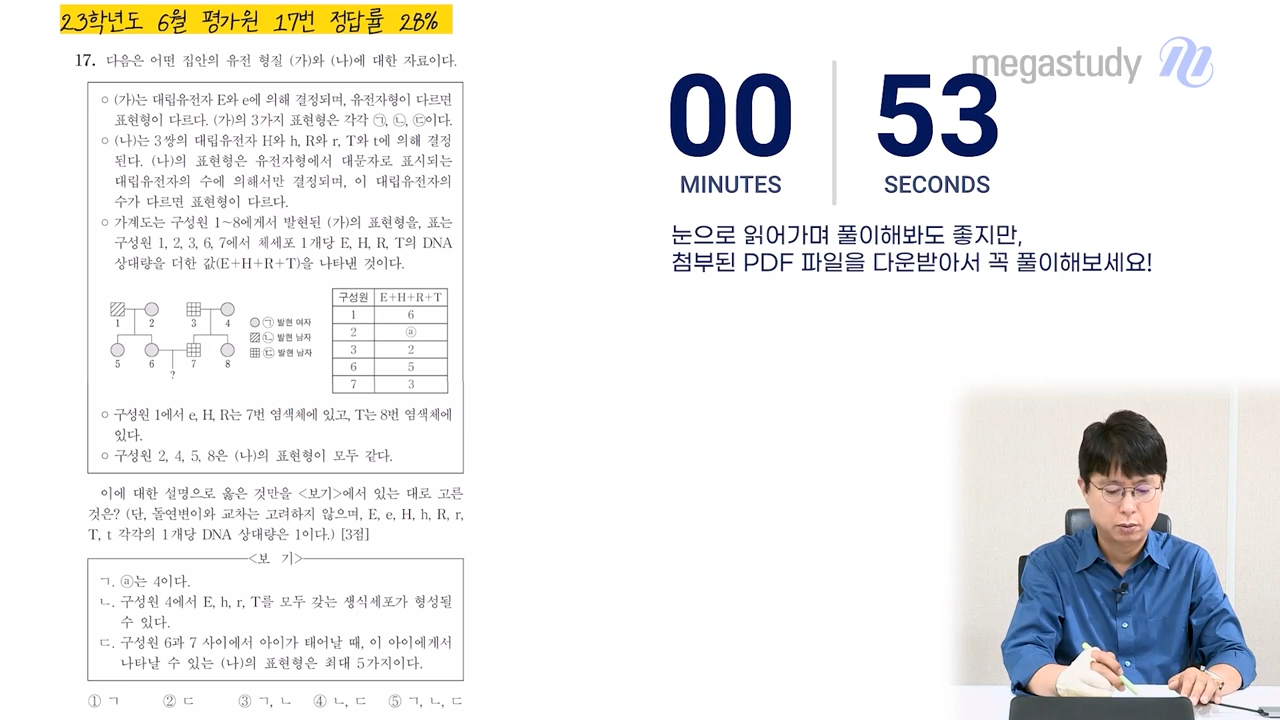 23학년도 6월 평가원 17번 정답률 28%
17. 다음은 어떤 집안의 유전 형질 (가)와 (나)에 대한 자료이다.
○ (가)는 대립유전자 E와 e에 의해 결정되며, 유전자형이 다르면
표현형이 다르다. (가)의 3가지 표현형은 각각 ㉠, ㉡, ㉢이다.
○ (나)는 3쌍의 대립유전자 H와 h, R와 r, T와 t에 의해 결정
된다. (나)의 표현형은 유전자형에서 대문자로 표시되는
대립유전자의 수에 의해서만 결정되며, 이 대립유전자의
수가 다르면 표현형이 다르다.
○ 가계도는 구성원 1~8에게서 발현된 (가)의 표현형을, 표는
구성원 1, 2, 3, 6, 7에서 체세포 1개당 E, H, R, T의 DNA
상대량을 더한 값(E+H+R+T)을 나타낸 것이다.
1 2 3 4
5 6 7 8
?
㉠ 발현 여자
㉡ 발현 남자
㉢ 발현 남자
구성원 E+H+R+T
1 6
2 ⓐ
3 2
6 5
7 3
○ 구성원 1에서 e, H, R는 7번 염색체에 있고, T는 8번 염색체에
있다.
○ 구성원 2, 4, 5, 8은 (나)의 표현형이 모두 같다.
이에 대한 설명으로 옳은 것만을 <보기>에서 있는 대로 고른
것은? (단, 돌연변이와 교차는 고려하지 않으며, E, e, H, h, R, r,
T, t 각각의 1개당 DNA 상대량은 1이다.) [3점]
<보 기>
ㄱ. ⓐ는 4이다.
ㄴ. 구성원 4에서 E, h, r, T를 모두 갖는 생식세포가 형성될
수 있다.
ㄷ. 구성원 6과 7 사이에서 아이가 태어날 때, 이 아이에게서
나타날 수 있는 (나)의 표현형은 최대 5가지이다.
① ㄱ ② ㄷ ③ ㄱ, ㄴ ④ ㄴ, ㄷ ⑤ ㄱ, ㄴ, ㄷ
megastudy
00 53
MINUTES SECONDS
눈으로 읽어가며 풀이해봐도 좋지만,
첨부된 PDF 파일을 다운받아서 꼭 풀이해보세요!